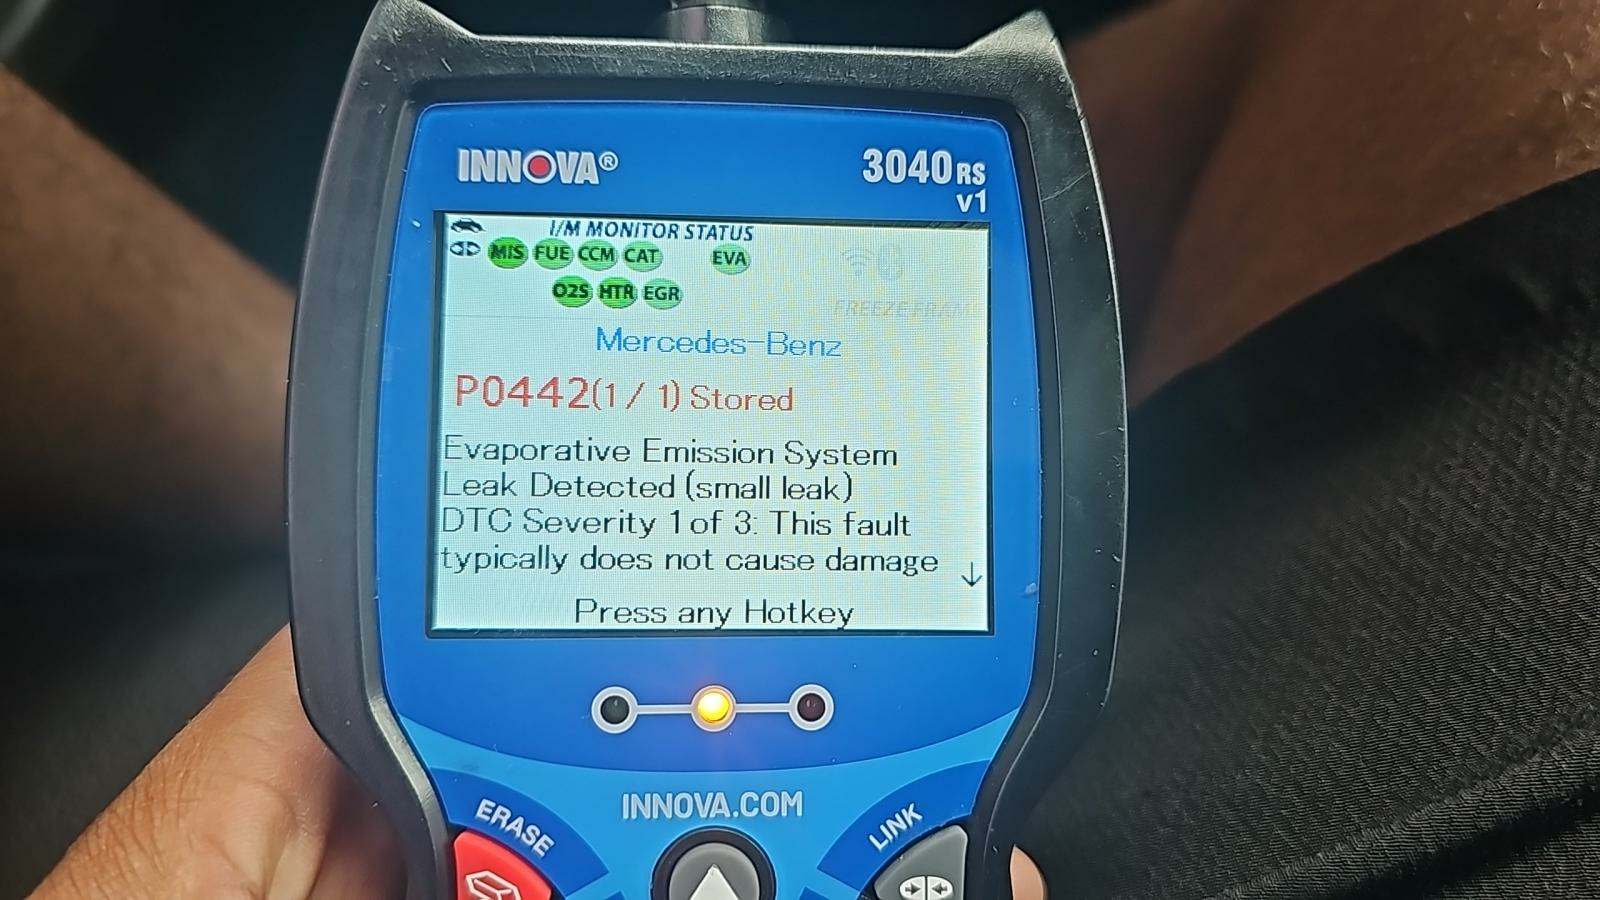 INNOVA®
3040RS
v1
I/M MONITOR STATUS
MIS FUE CCM CAT EVA
O2S HTR EGR
FREEZE FRAME
Mercedes-Benz
P0442(1 / 1) Stored
Evaporative Emission System
Leak Detected (small leak)
DTC Severity 1 of 3: This fault
typically does not cause damage
Press any Hotkey
INNOVA.COM
ERASE
LINK